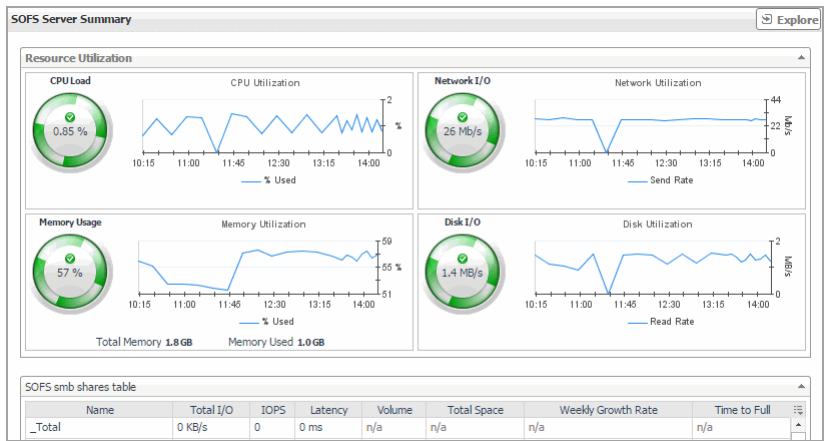 SOFS Server Summary
Explore
Resource Utilization
CPU Load
CPU Utilization
0.85 %
2
%
0
10:15 11:00 11:45 12:30 13:15 14:00
% Used
Network I/O
Network Utilization
26 Mb/s
44
22
Mb/s
0
10:15 11:00 11:45 12:30 13:15 14:00
Send Rate
Memory Usage
Memory Utilization
57 %
59
55
%
51
10:15 11:00 11:45 12:30 13:15 14:00
% Used
Total Memory 1.8 GB Memory Used 1.0 GB
Disk I/O
Disk Utilization
1.4 MB/s
2
MB/s
0
10:15 11:00 11:45 12:30 13:15 14:00
Read Rate
SOFS smb shares table
Name Total I/O IOPS Latency Volume Total Space Weekly Growth Rate Time to Full
_Total 0 KB/s 0 0 ms n/a n/a n/a n/a